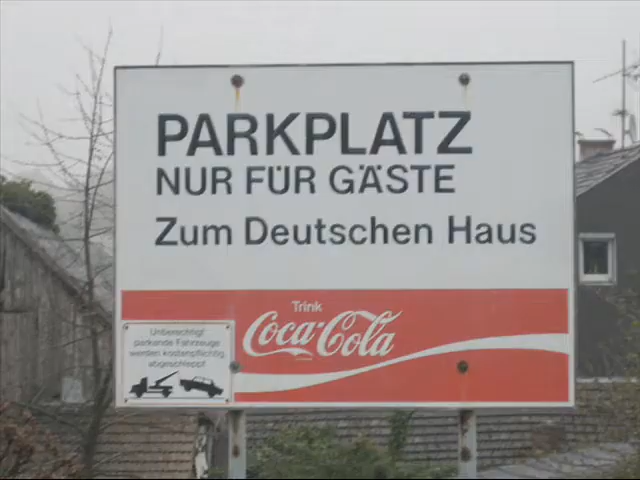 PARKPLATZ
NUR FÜR GÄSTE
Zum Deutschen Haus
Trink
Coca-Cola
Unberechtigt
parkende Fahrzeuge
werden kostenpflichtig
abgeschleppt